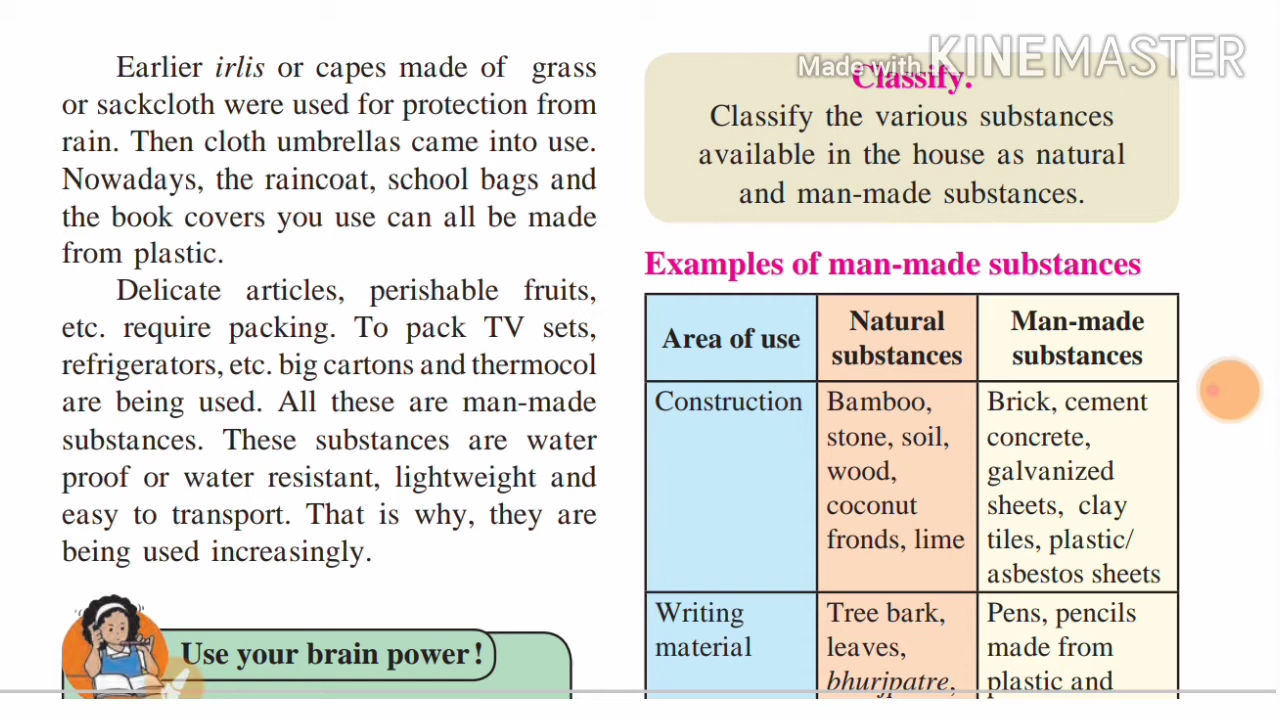 Earlier irlis or capes made of grass
or sackcloth were used for protection from
rain. Then cloth umbrellas came into use.
Nowadays, the raincoat, school bags and
the book covers you use can all be made
from plastic.
Delicate articles, perishable fruits,
etc. require packing. To pack TV sets,
refrigerators, etc. big cartons and thermocol
are being used. All these are man-made
substances. These substances are water
proof or water resistant, lightweight and
easy to transport. That is why, they are
being used increasingly.
Use your brain power!
Made with KINEMASTER
Classify.
Classify the various substances
available in the house as natural
and man-made substances.
Examples of man-made substances
Area of use
Natural
substances
Man-made
substances
Construction
Bamboo,
stone, soil,
wood,
coconut
fronds, lime
Brick, cement
concrete,
galvanized
sheets, clay
tiles, plastic/
asbestos sheets
Writing
material
Tree bark,
leaves,
bhurjpatre,
Pens, pencils
made from
plastic and